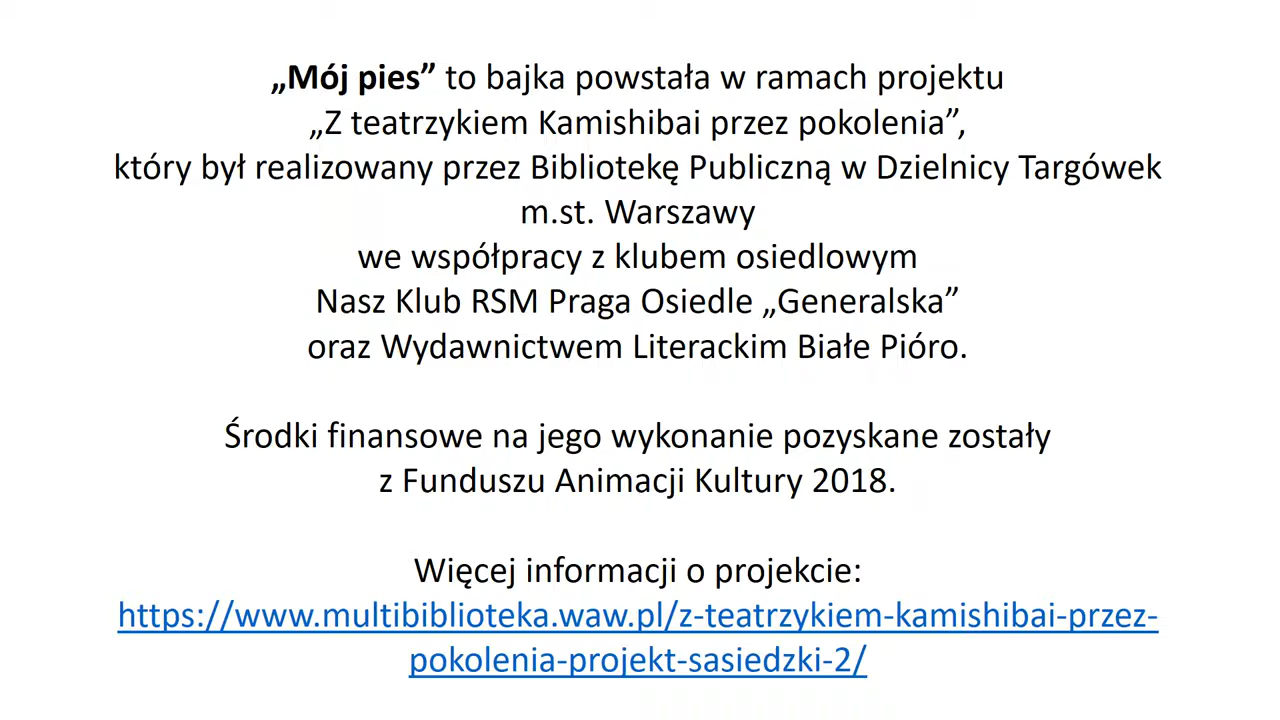 „Mój pies” to bajka powstała w ramach projektu
„Z teatrzykiem Kamishibai przez pokolenia”,
który był realizowany przez Bibliotekę Publiczną w Dzielnicy Targówek
m.st. Warszawy
we współpracy z klubem osiedlowym
Nasz Klub RSM Praga Osiedle „Generalska”
oraz Wydawnictwem Literackim Białe Pióro.
Środki finansowe na jego wykonanie pozyskane zostały
z Funduszu Animacji Kultury 2018.
Więcej informacji o projekcie:
https://www.multibiblioteka.waw.pl/z-teatrzykiem-kamishibai-przez-
pokolenia-projekt-sasiedzki-2/